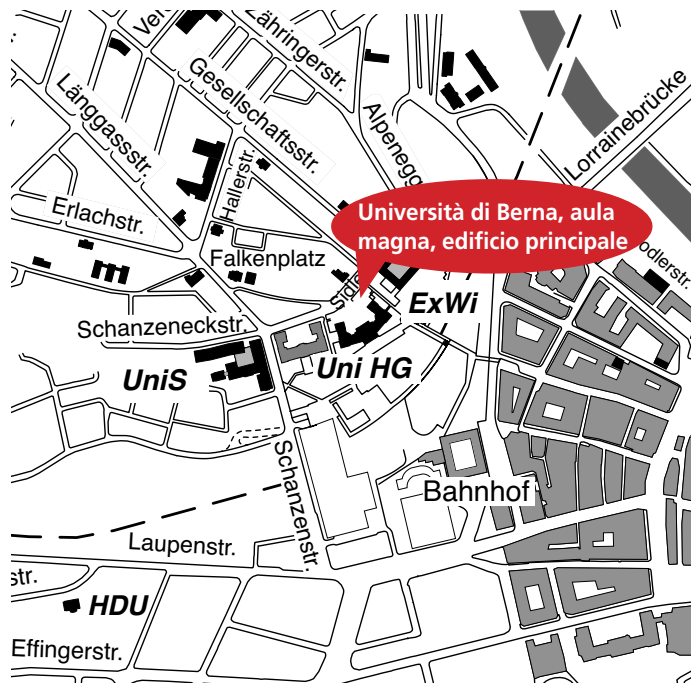 Zähringerstr.
Gesellschaftsstr.
Länggassstr.
Lorrainebrücke
Hallerstr.
Erlachstr.
Università di Berna, aula
magna, edificio principale
Falkenplatz
ExWi
Schanzeneckstr.
UniS
Uni HG
Schanzenstr.
Bahnhof
Laupenstr.
str.
HDU
Effingerstr.